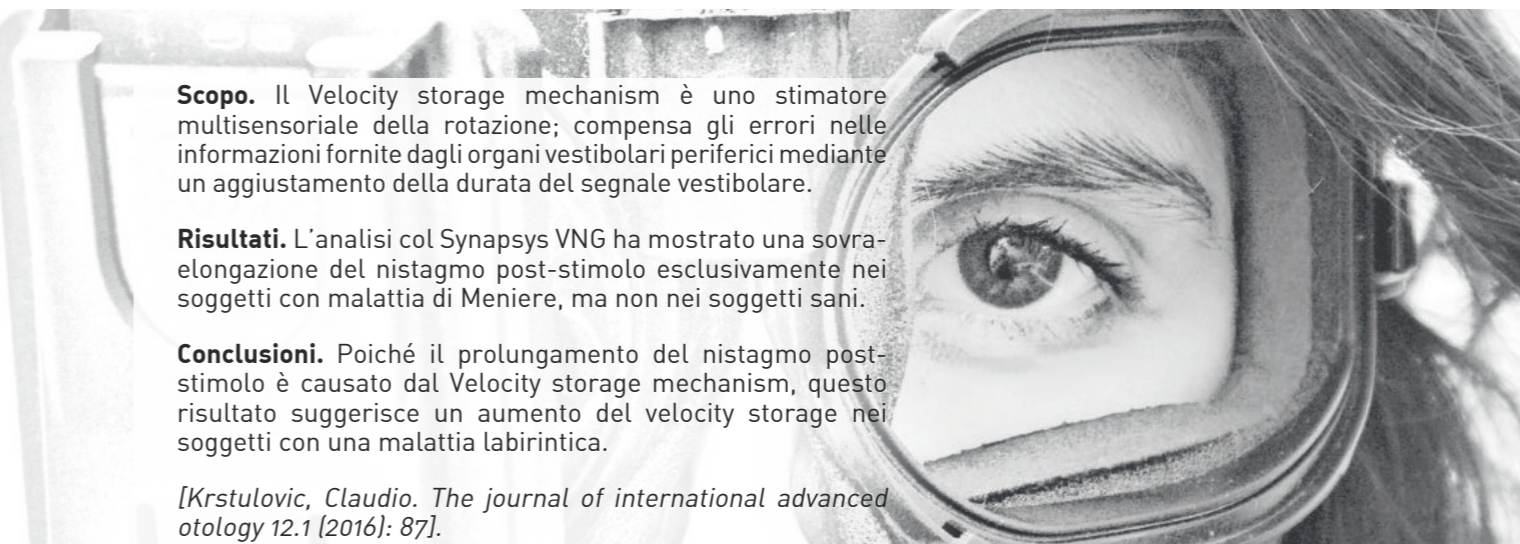 Scopo. Il Velocity storage mechanism è uno stimatore
multisensoriale della rotazione; compensa gli errori nelle
informazioni fornite dagli organi vestibolari periferici mediante
un aggiustamento della durata del segnale vestibolare.
Risultati. L'analisi col Synapsys VNG ha mostrato una sovra-
elongazione del nistagmo post-stimolo esclusivamente nei
soggetti con malattia di Meniere, ma non nei soggetti sani.
Conclusioni. Poiché il prolungamento del nistagmo post-
stimolo è causato dal Velocity storage mechanism, questo
risultato suggerisce un aumento del velocity storage nei
soggetti con una malattia labirintica.
[Krstulovic, Claudio. The journal of international advanced
otology 12.1 (2016): 87].